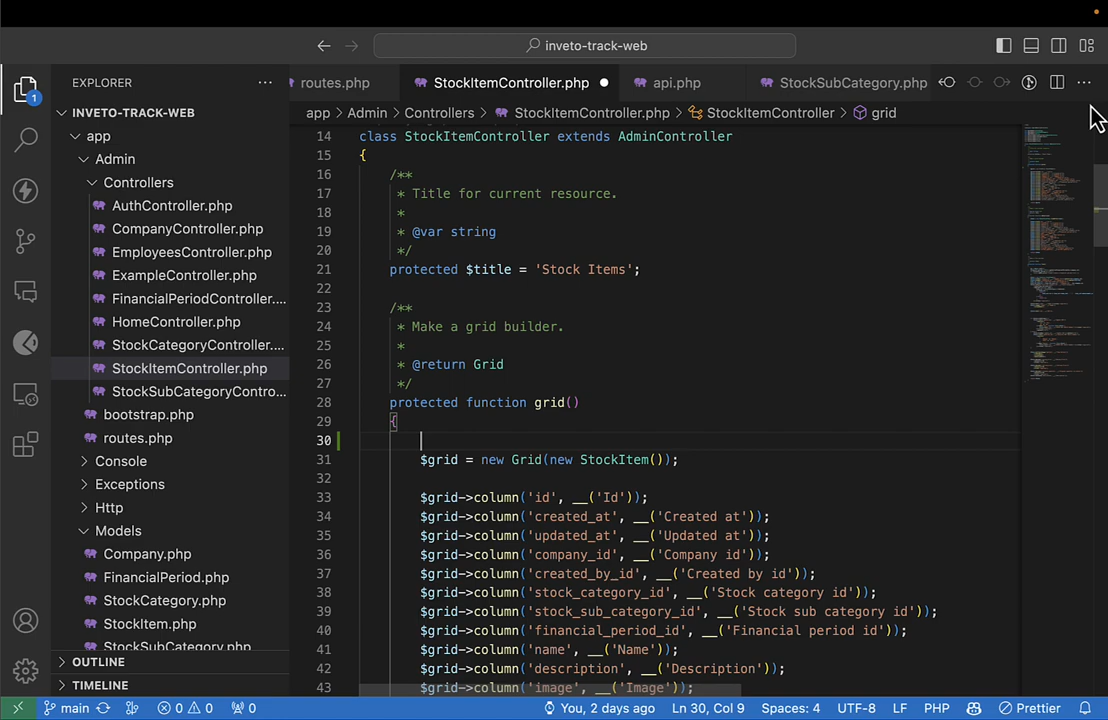 inveto-track-web
EXPLORER
routes.php
StockItemController.php
api.php
StockSubCategory.php
1
INVETO-TRACK-WEB
app > Admin > Controllers > StockItemController.php > StockItemController > grid
app
Admin
Controllers
AuthController.php
CompanyController.php
EmployeesController.php
ExampleController.php
FinancialPeriodController....
HomeController.php
StockCategoryController....
StockItemController.php
StockSubCategoryContro...
bootstrap.php
routes.php
Console
Exceptions
Http
Models
Company.php
FinancialPeriod.php
StockCategory.php
StockItem.php
StockSubCategory.php
OUTLINE
TIMELINE
14 class StockItemController extends AdminController
15 {
16 /**
17 * Title for current resource.
18 *
19 * @var string
20 */
21 protected $title = 'Stock Items';
22
23 /**
24 * Make a grid builder.
25 *
26 * @return Grid
27 */
28 protected function grid()
29 {
30
31 $grid = new Grid(new StockItem());
32
33 $grid->column('id', __('Id'));
34 $grid->column('created_at', __('Created at'));
35 $grid->column('updated_at', __('Updated at'));
36 $grid->column('company_id', __('Company id'));
37 $grid->column('created_by_id', __('Created by id'));
38 $grid->column('stock_category_id', __('Stock category id'));
39 $grid->column('stock_sub_category_id', __('Stock sub category id'));
40 $grid->column('financial_period_id', __('Financial period id'));
41 $grid->column('name', __('Name'));
42 $grid->column('description', __('Description'));
43 $grid->column('image', __('Image'));
main
0 0
0
You, 2 days ago
Ln 30, Col 9
Spaces: 4
UTF-8
LF
PHP
Prettier